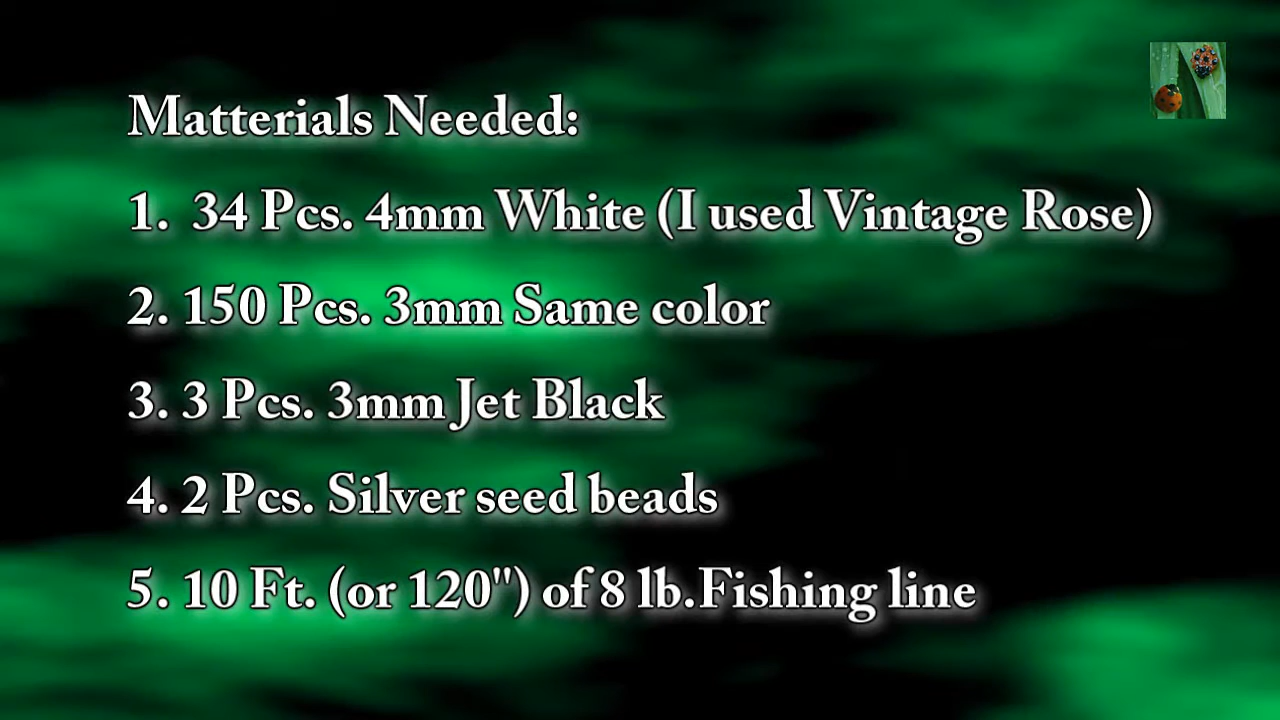 Matterials Needed:
1. 34 Pcs. 4mm White (I used Vintage Rose)
2. 150 Pcs. 3mm Same color
3. 3 Pcs. 3mm Jet Black
4. 2 Pcs. Silver seed beads
5. 10 Ft. (or 120") of 8 lb.Fishing line